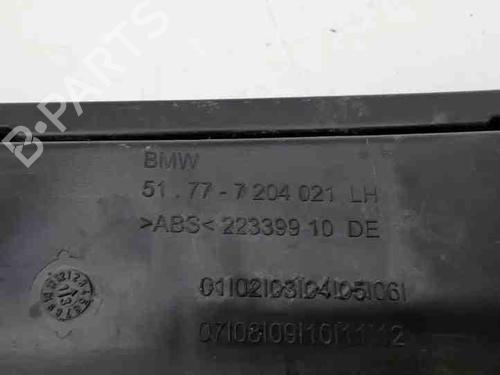 B-Parts
BMW
51.77-7 204 021 LH
>ABS< 223399 10 DE
01|02|03|04|05|06|
07|08|09|10|11|12